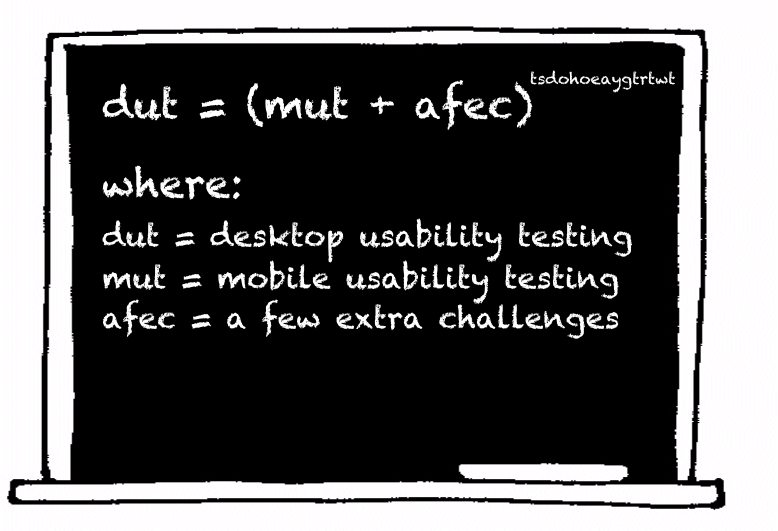 tsdohoeaygtrtwt
dut = (mut + afec)
where:
dut = desktop usability testing
mut = mobile usability testing
afec = a few extra challenges